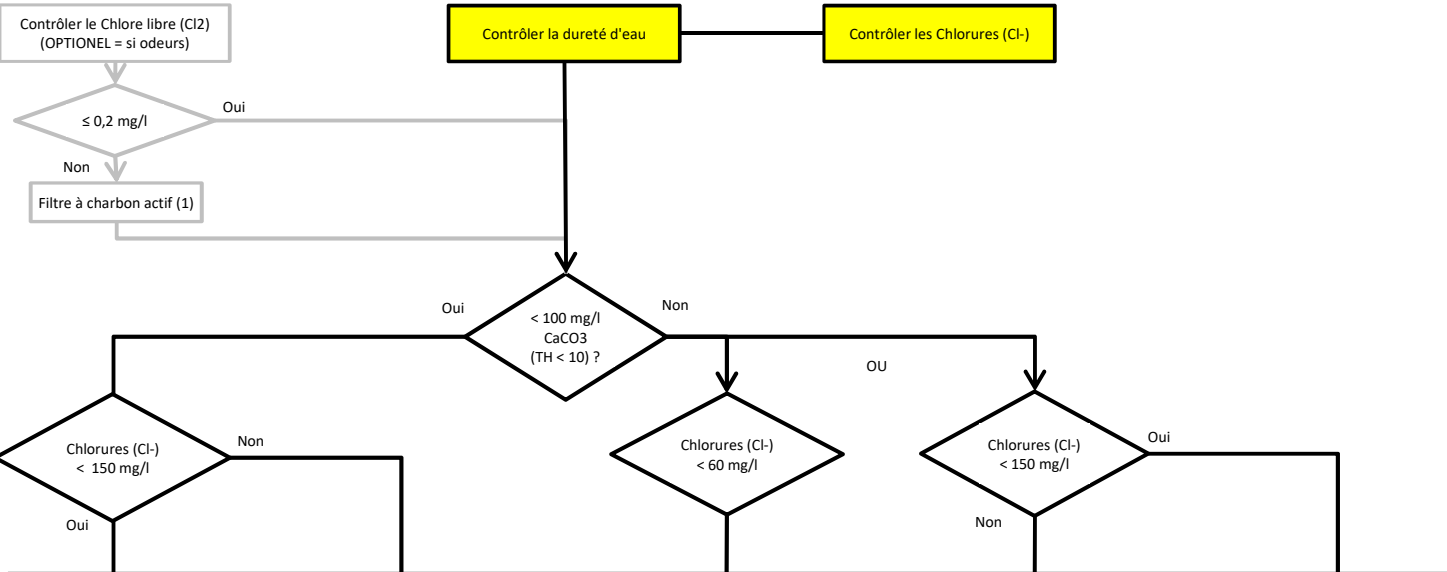 Contrôler le Chlore libre (Cl2)
(OPTIONEL = si odeurs)
Contrôler la dureté d'eau
Contrôler les Chlorures (Cl-)
≤ 0,2 mg/l
Oui
Non
Filtre à charbon actif (1)
Oui
< 100 mg/l
CaCO3
(TH < 10) ?
Non
OU
Chlorures (Cl-)
< 150 mg/l
Non
Oui
Chlorures (Cl-)
< 60 mg/l
Chlorures (Cl-)
< 150 mg/l
Oui
Non